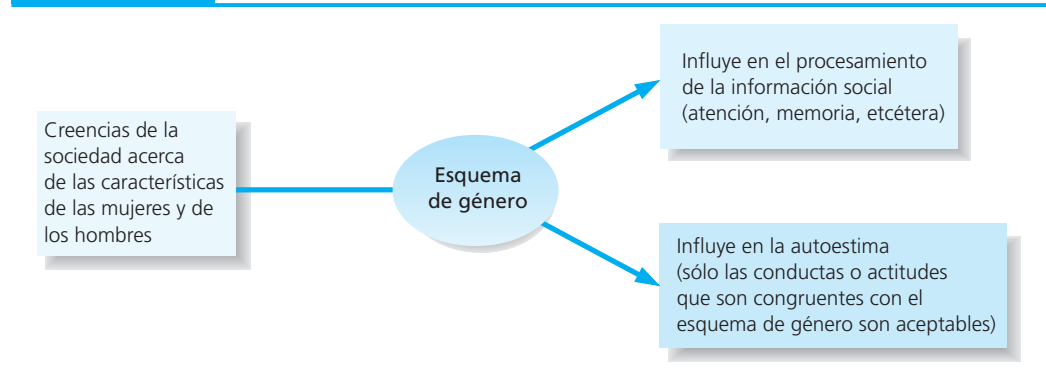 Creencias de la
sociedad acerca
de las características
de las mujeres y de
los hombres
Esquema
de género
Influye en el procesamiento
de la información social
(atención, memoria, etcétera)
Influye en la autoestima
(sólo las conductas o actitudes
que son congruentes con el
esquema de género son aceptables)